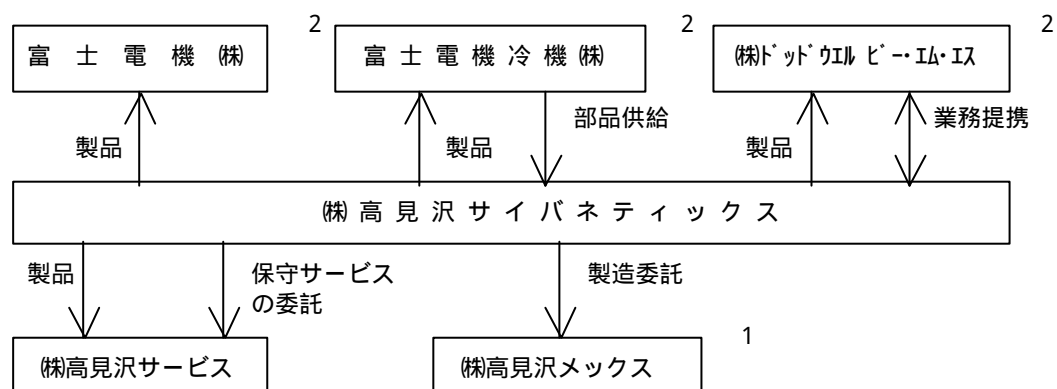 2 2 2
富士電機㈱ 富士電機冷機㈱ ㈱ﾄﾞｯﾄﾞｳｴﾙ ﾋﾞｰ･ｴﾑ･ｴｽ
部品供給 業務提携
製品 製品 製品
㈱高見沢サイバネティックス
製品 保守サービス 製造委託
の委託
1
㈱高見沢サービス ㈱高見沢メックス